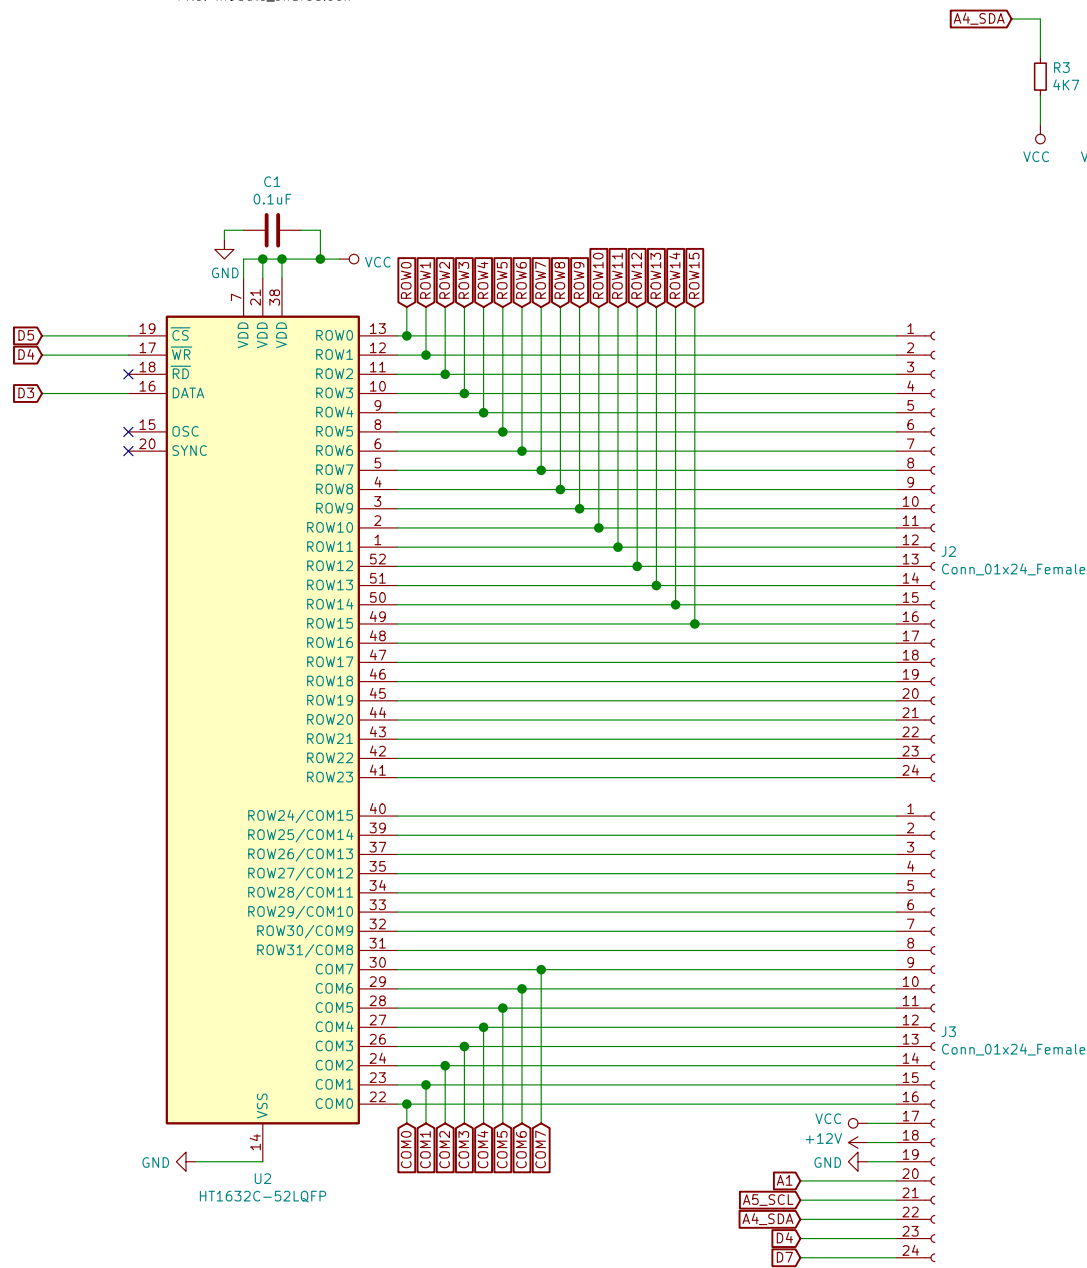 A4_SDA
R3
4K7
VCC
C1
0.1uF
GND
VCC
7
21
38
ROW0
ROW1
ROW2
ROW3
ROW4
ROW5
ROW6
ROW7
ROW8
ROW9
ROW10
ROW11
ROW12
ROW13
ROW14
ROW15
VDD
VDD
VDD
D5 19 CS ROW0 13 1
D4 17 WR ROW1 12 2
18 RD ROW2 11 3
D3 16 DATA ROW3 10 4
ROW4 9 5
15 OSC ROW5 8 6
20 SYNC ROW6 6 7
ROW7 5 8
ROW8 4 9
ROW9 3 10
ROW10 2 11
ROW11 1 12
J2
ROW12 52 13
Conn_01x24_Female
ROW13 51 14
ROW14 50 15
ROW15 49 16
ROW16 48 17
ROW17 47 18
ROW18 46 19
ROW19 45 20
ROW20 44 21
ROW21 43 22
ROW22 42 23
ROW23 41 24
ROW24/COM15 40 1
ROW25/COM14 39 2
ROW26/COM13 37 3
ROW27/COM12 35 4
ROW28/COM11 34 5
ROW29/COM10 33 6
ROW30/COM9 32 7
ROW31/COM8 31 8
COM7 30 9
COM6 29 10
COM5 28 11
COM4 27 12
J3
COM3 26 13
Conn_01x24_Female
COM2 24 14
COM1 23 15
COM0 22 16
VSS
14
GND
U2
HT1632C-52LQFP
COM0
COM1
COM2
COM3
COM4
COM5
COM6
COM7
VCC 17
+12V 18
GND 19
A1 20
A5_SCL 21
A4_SDA 22
D4 23
D7 24